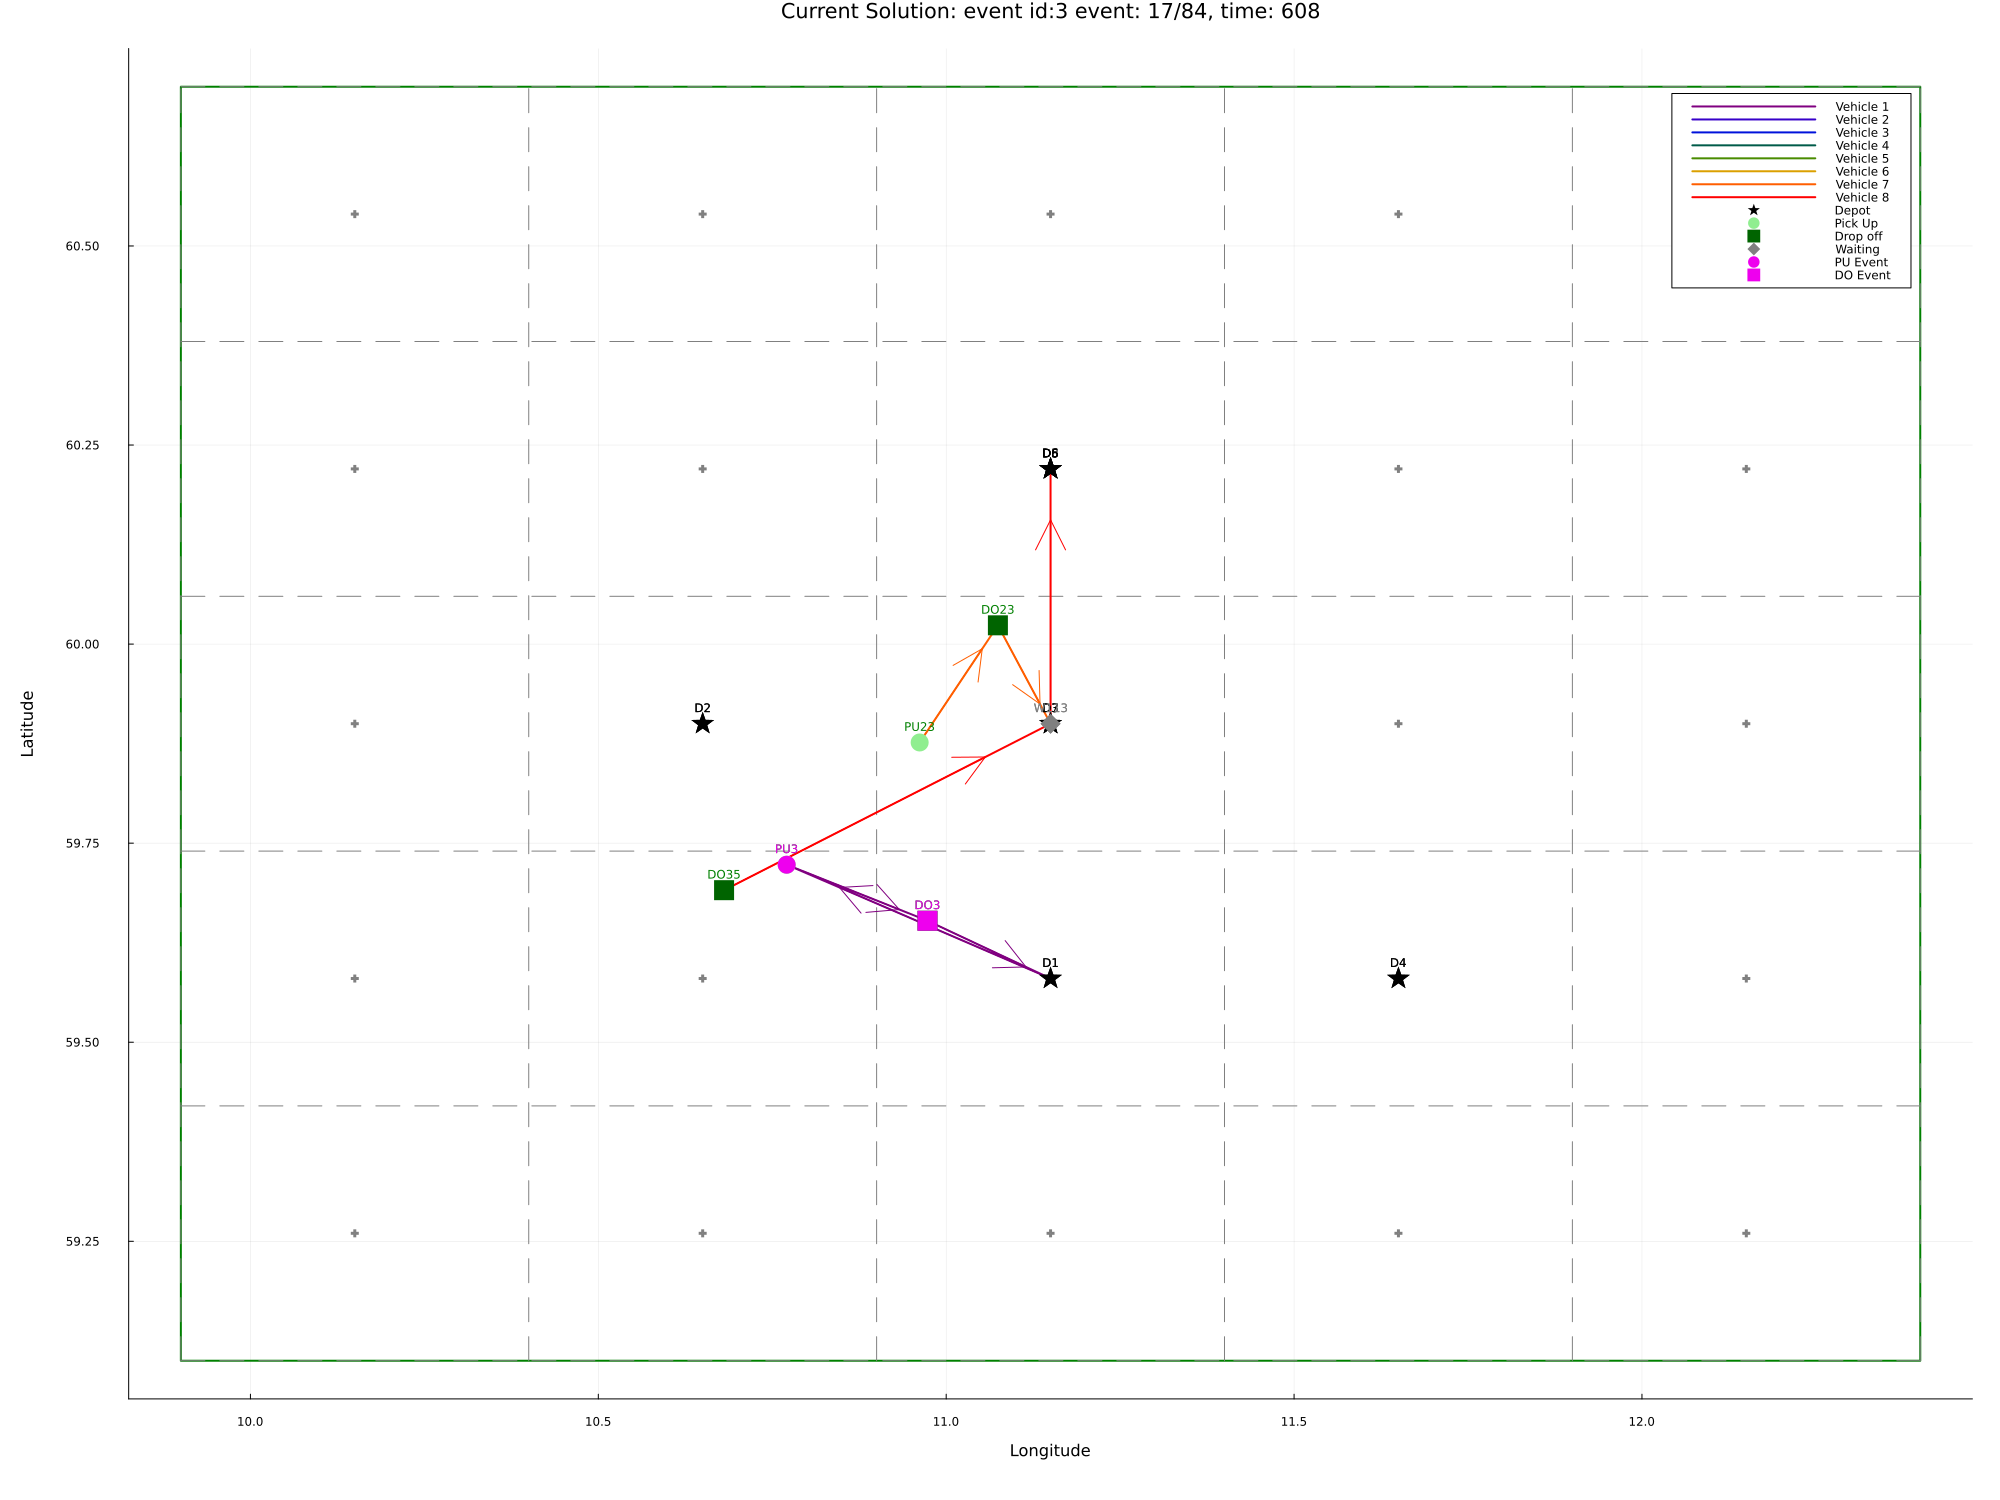 Current Solution: event id:3 event: 17/84, time: 608
Vehicle 1
Vehicle 2
Vehicle 3
Vehicle 4
Vehicle 5
Vehicle 6
Vehicle 7
Vehicle 8
Depot
Pick Up
Drop off
Waiting
PU Event
DO Event
60.50
60.25
60.00
59.75
59.50
59.25
Latitude
DO23
D2
PU23
PU3
DO35
DO3
D1
D4
10.0
10.5
11.0
11.5
12.0
Longitude